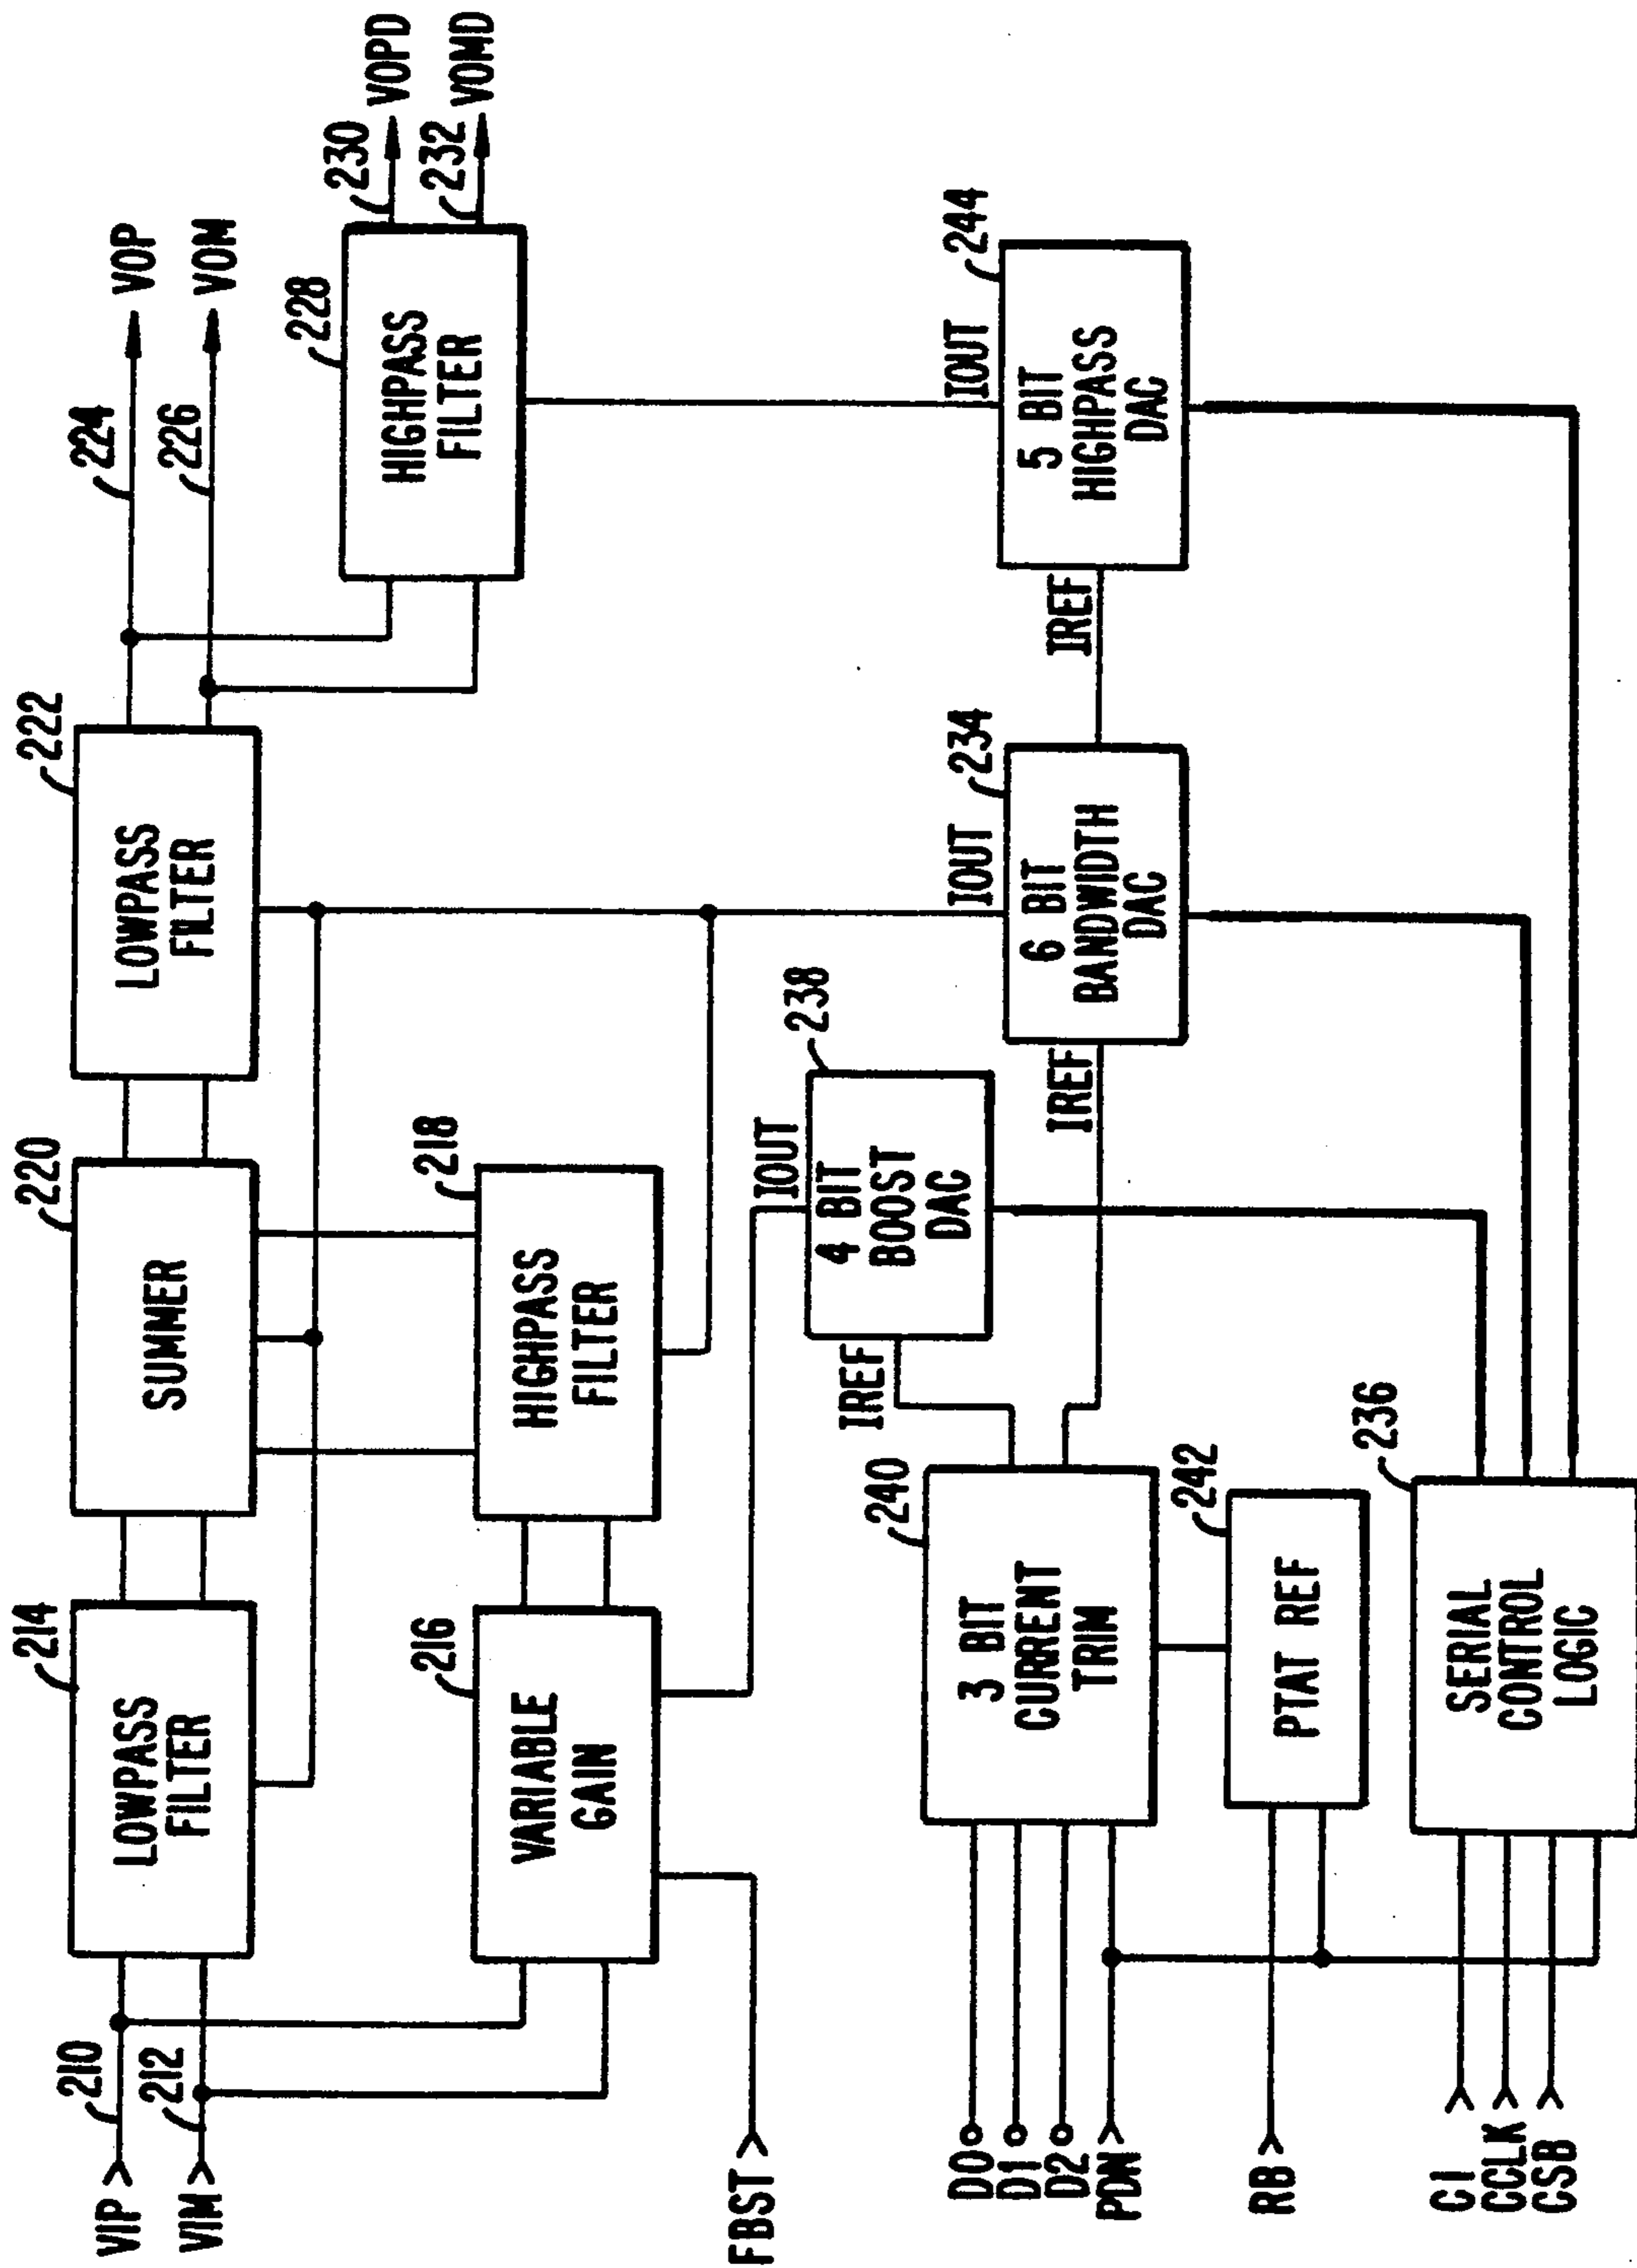 VIP
210
VIM
212
214
LOWPASS
FILTER
220
SUMMER
222
LOWPASS
FILTER
224
VOP
226
VOM
216
VARIABLE
GAIN
218
HIGHPASS
FILTER
228
HIGHPASS
FILTER
230
VOPD
232
VOMD
FBST
IOUT
238
4 BIT
BOOST
DAC
IREF
D0
D1
D2
PDN
240
3 BIT
CURRENT
TRIM
IREF
IOUT
234
6 BIT
BANDWIDTH
DAC
IREF
IOUT
244
5 BIT
HIGHPASS
DAC
RB
242
PTAT REF
CI
CCLK
CSB
236
SERIAL
CONTROL
LOGIC